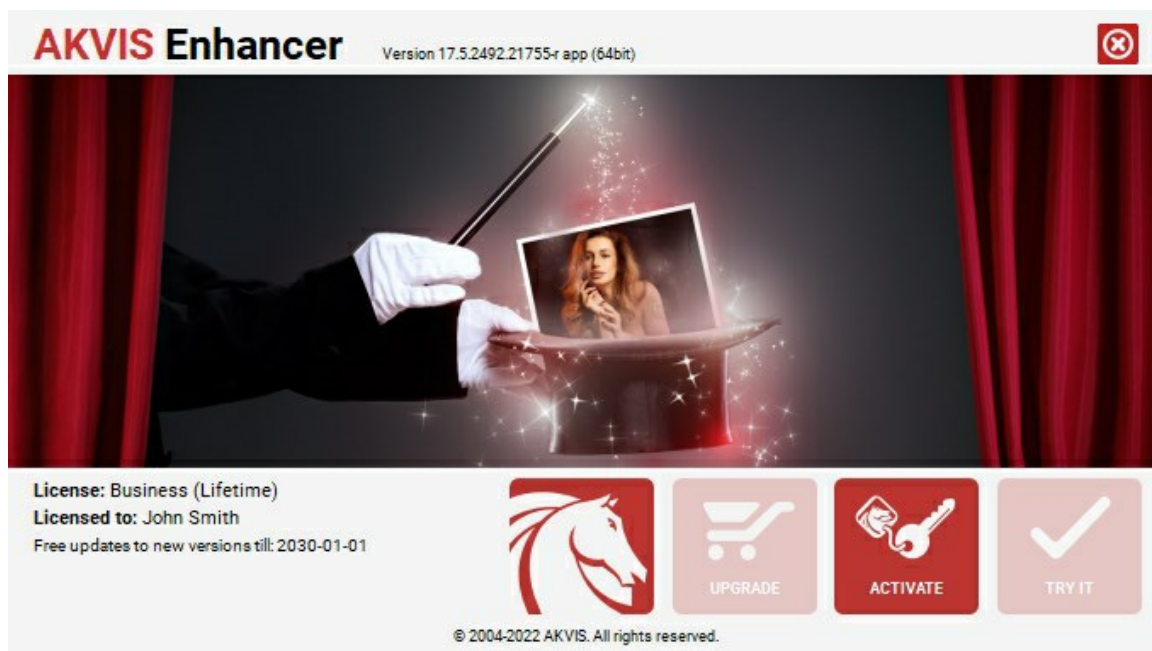 AKVIS Enhancer Version 17.5.2492.21755-r app (64bit)
License: Business (Lifetime)
Licensed to: John Smith
Free updates to new versions till: 2030-01-01
UPGRADE ACTIVATE TRY IT
© 2004-2022 AKVIS. All rights reserved.